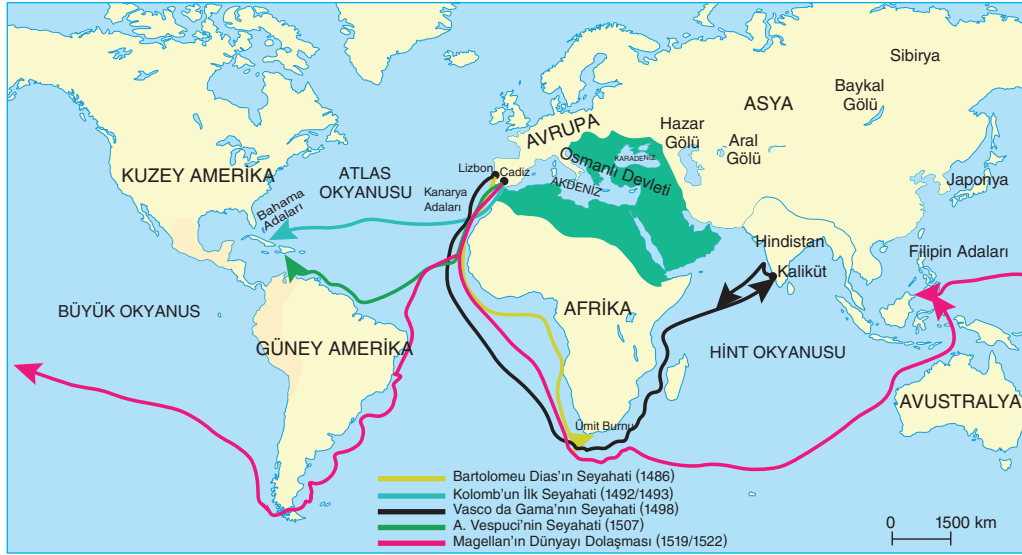 Sibirya
Baykal
Gölü
ASYA
AVRUPA
Hazar
Gölü
Aral
Gölü
KARADENİZ
Osmanlı Devleti
AKDENİZ
Lizbon
Cadiz
KUZEY AMERİKA
ATLAS
OKYANUSU
Kanarya
Adaları
Bahama
Adaları
Japonya
Hindistan
Kaliküt
Filipin Adaları
BÜYÜK OKYANUS
AFRİKA
GÜNEY AMERİKA
HİNT OKYANUSU
AVUSTRALYA
Ümit Burnu
Bartolomeu Dias'ın Seyahati (1486)
Kolomb'un İlk Seyahati (1492/1493)
Vasco da Gama'nın Seyahati (1498)
A. Vespuci'nin Seyahati (1507)
Magellan'ın Dünyayı Dolaşması (1519/1522)
0 1500 km